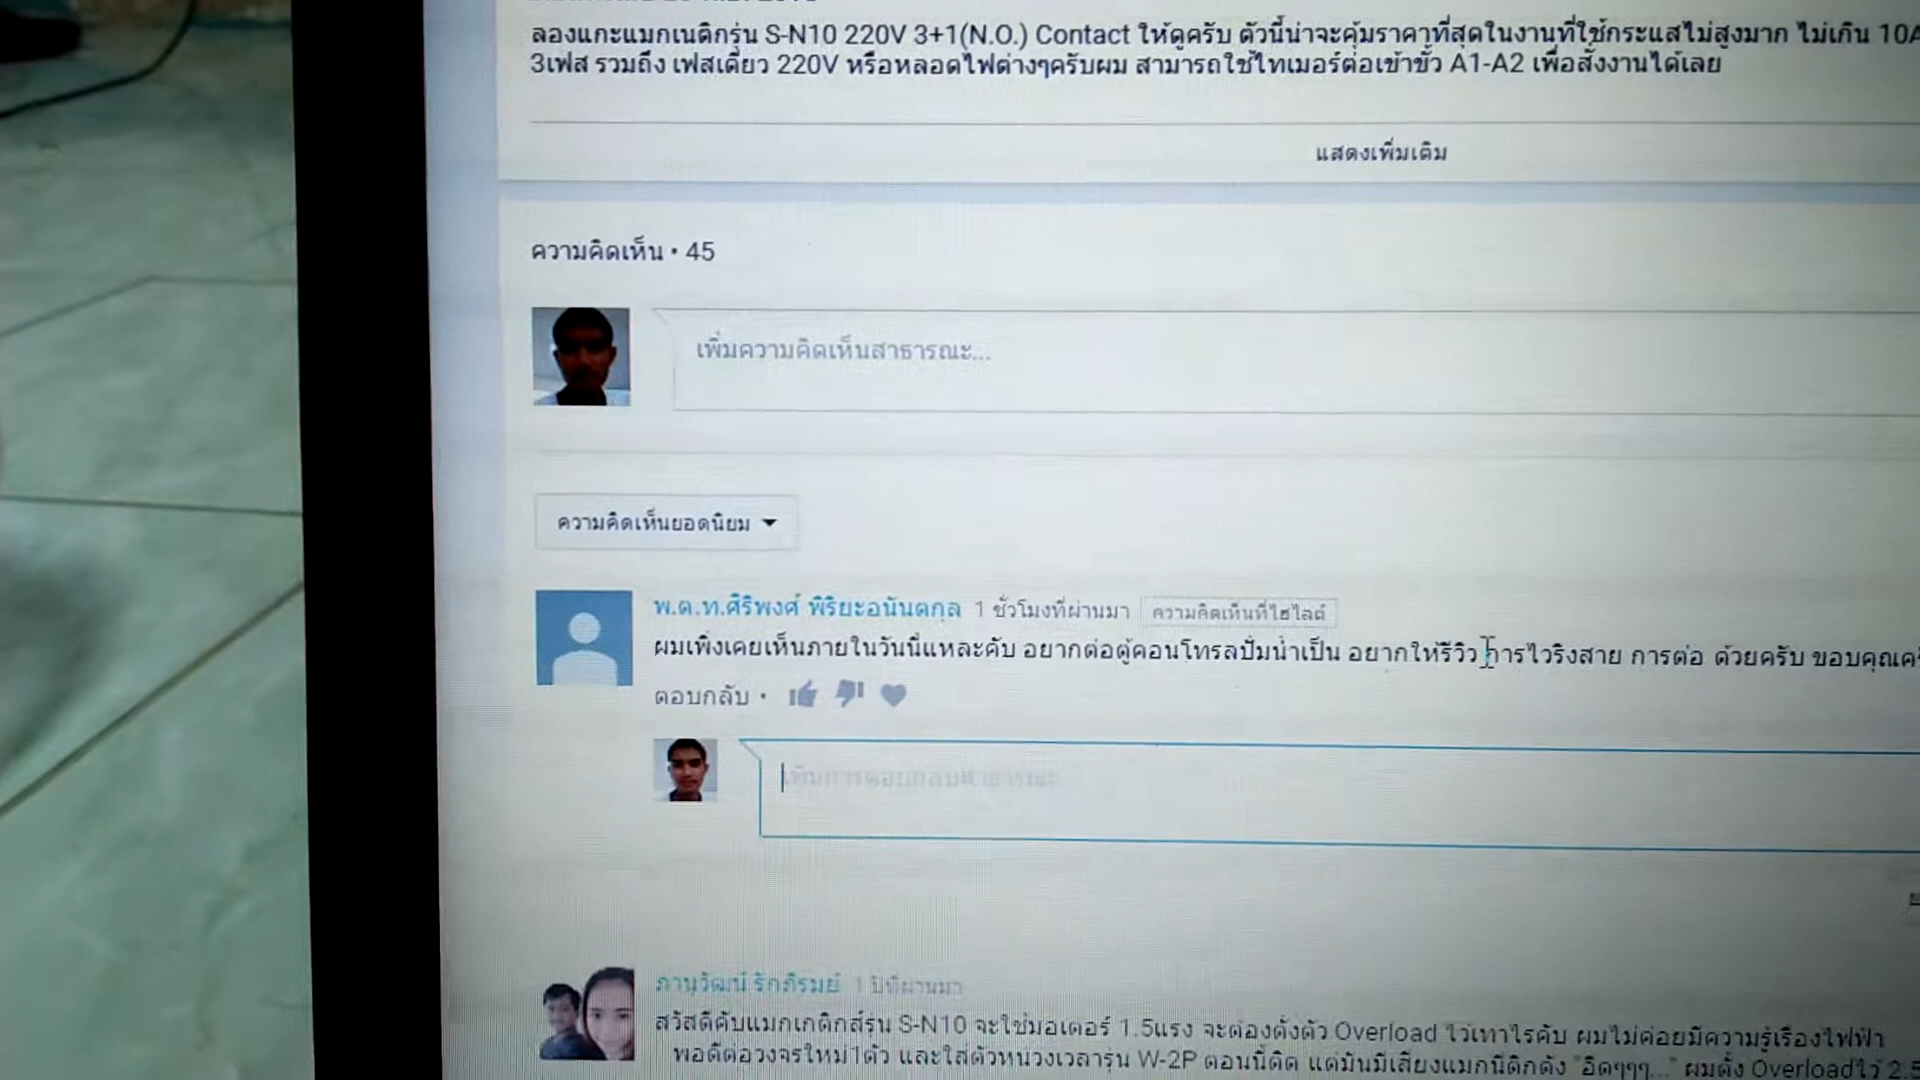 ลองแกะแมกเนติกรุ่น S-N10 220V 3+1(N.O.) Contact ให้ดูครับ ตัวนี้น่าจะคุ้มราคาที่สุดในงานที่ใช้กระแสไม่สูงมาก ไม่เกิน 10A
3เฟส รวมถึง เฟสเดียว 220V หรือหลอดไฟต่างๆครับผม สามารถใช้ไทเมอร์ต่อเข้าขั้ว A1-A2 เพื่อสั่งงานได้เลย
แสดงเพิ่มเติม
ความคิดเห็น • 45
เพิ่มความคิดเห็นสาธารณะ...
ความคิดเห็นยอดนิยม
พ.ต.ท.ศิริพงศ์ พิริยะอนันตกุล 1 ชั่วโมงที่ผ่านมา ความคิดเห็นที่ไฮไลต์
ผมเพิ่งเคยเห็นภายในวันนี้แหละคับ อยากต่อตู้คอนโทรลปั๊มน้ำเป็น อยากให้รีวิว การไวริงสาย การต่อ ด้วยครับ ขอบคุณ
ตอบกลับ •
เพิ่มการตอบกลับสาธารณะ
ภานุวัฒน์ รักภิรมย์ 1 ปีที่ผ่านมา
สวัสดีคับแมกเกติกส์รุ่น S-N10 จะใช้มอเตอร์ 1.5แรง จะต้องตั้งตัว Overload ไว้เท่าไรคับ ผมไม่ค่อยมีความรู้เรื่องไฟฟ้า
พอดีต่อวงจรใหม่1ตัว และใส่ตัวหน่วงเวลารุ่น W-2P ตอนนี้ติด แต่มันมีเสียงแมกนีติกดัง "อืดๆๆๆ..." ผมตั้ง Overloadไว้ 2.5